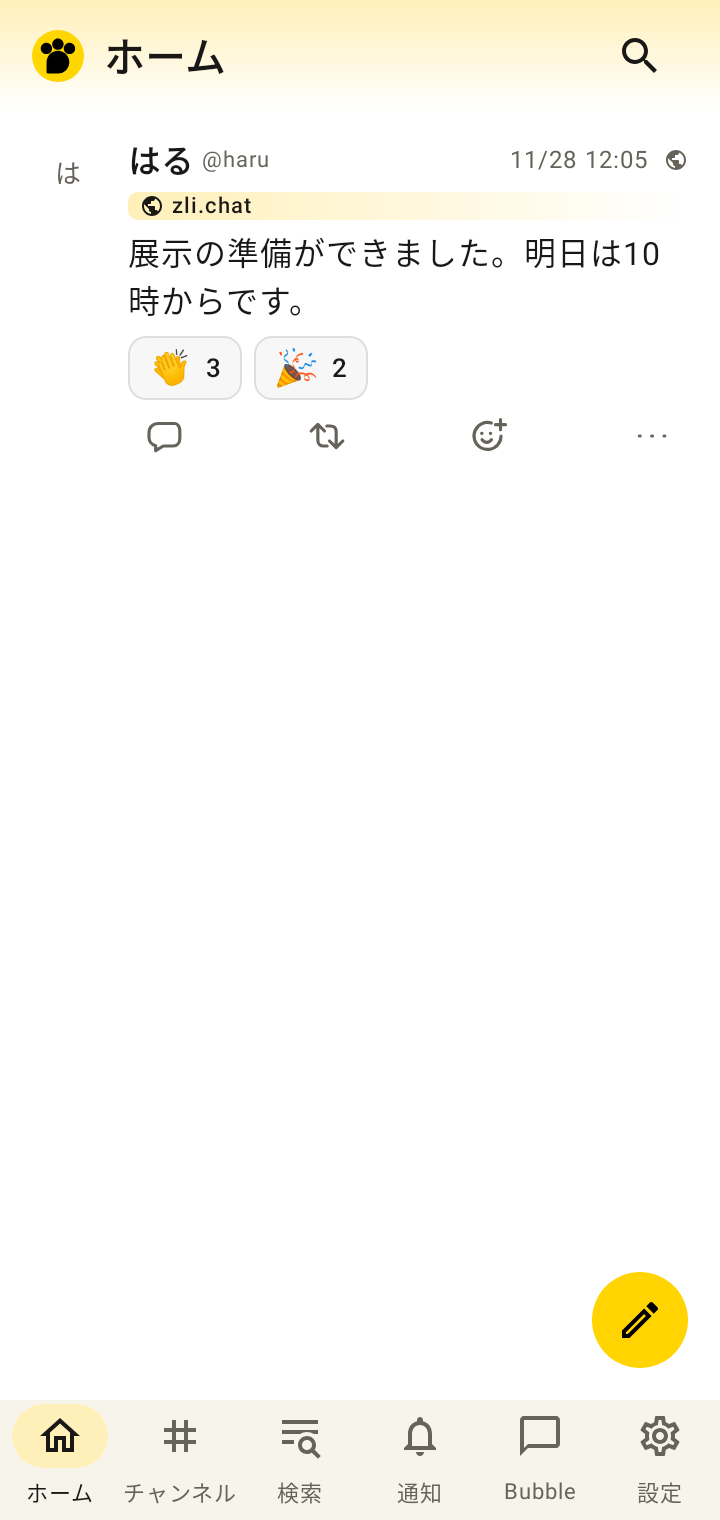 ホーム
は
はる @haru 11/28 12:05
zli.chat
展示の準備ができました。明日は10
時からです。
👏 3 🎉 2
ホーム チャンネル 検索 通知 Bubble 設定